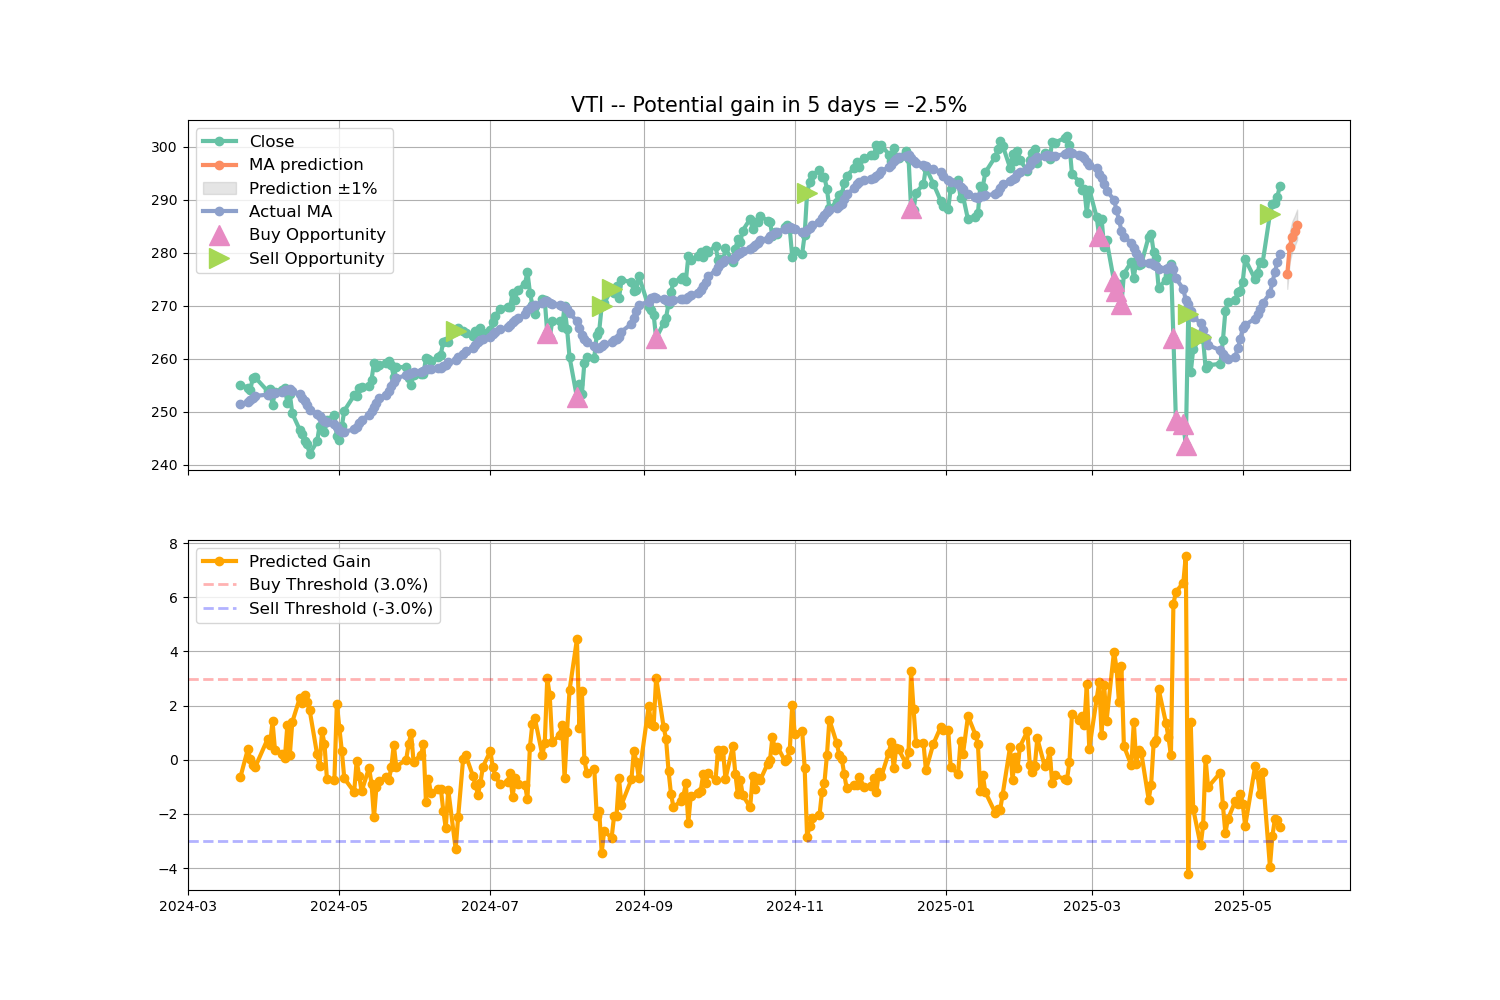 VTI -- Potential gain in 5 days = -2.5%
300
290
280
270
260
250
240
Close
MA prediction
Prediction ±1%
Actual MA
Buy Opportunity
Sell Opportunity
8
6
4
2
0
−2
−4
Predicted Gain
Buy Threshold (3.0%)
Sell Threshold (-3.0%)
2024-03
2024-05
2024-07
2024-09
2024-11
2025-01
2025-03
2025-05